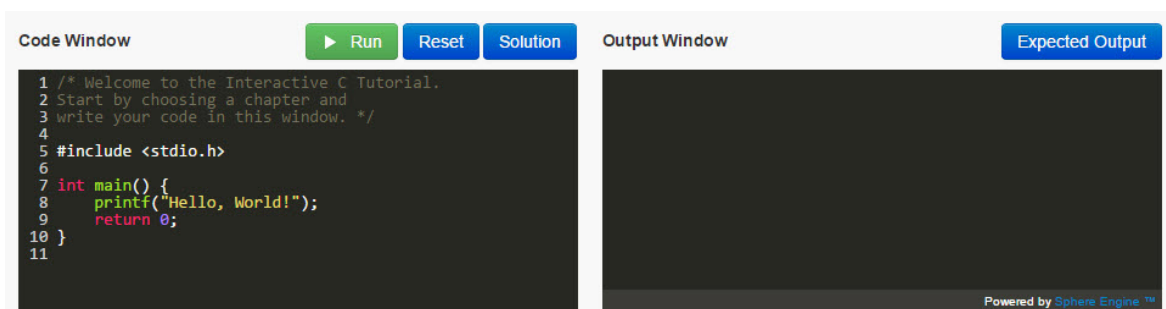 Code Window
Run
Reset
Solution
Output Window
Expected Output
1 /* Welcome to the Interactive C Tutorial.
2 Start by choosing a chapter and
3 write your code in this window. */
4
5 #include <stdio.h>
6
7 int main() {
8     printf("Hello, World!");
9     return 0;
10 }
11
Powered by Sphere Engine ™